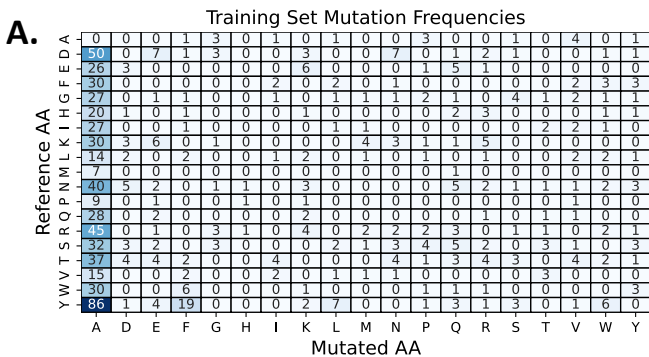 A.
Training Set Mutation Frequencies
Reference AA
A 0 0 0 1 3 0 1 0 1 0 0 3 0 0 1 0 4 0 1
D 50 0 7 1 3 0 0 3 0 0 7 0 1 2 1 0 0 1 1
E 26 3 0 0 0 0 0 6 0 0 0 1 5 1 0 0 0 0 0
F 30 0 0 0 0 0 2 0 2 0 1 0 0 0 0 0 2 3 3
G 27 0 1 1 0 0 1 0 1 1 1 2 1 0 4 1 2 1 1
H 20 1 0 1 0 0 0 1 0 0 0 0 2 3 0 0 0 1 1
I 27 0 0 1 0 0 0 0 1 1 0 0 0 0 0 2 2 1 0
K 30 3 6 0 1 0 0 0 0 4 3 1 1 5 0 0 0 0 0
L 14 2 0 2 0 0 1 2 0 1 0 1 0 1 0 0 2 2 1
M 7 0 0 0 0 0 0 0 0 0 0 0 1 0 0 0 0 0 0
N 40 5 2 0 1 1 0 3 0 0 0 0 5 2 1 1 1 2 3
P 9 0 1 0 0 1 0 1 0 0 0 0 0 0 0 0 1 0 0
Q 28 0 2 0 0 0 0 2 0 0 0 0 0 1 0 1 1 0 0
R 45 0 1 0 3 1 0 4 0 2 2 2 3 0 1 1 0 2 1
S 32 3 2 0 3 0 0 0 2 1 3 4 5 2 0 3 1 0 3
T 37 4 4 2 0 0 4 0 0 0 4 1 3 4 3 0 4 2 1
V 15 0 0 2 0 0 2 0 1 1 1 0 0 0 0 3 0 0 0
W 30 0 0 6 0 0 0 1 0 0 0 1 1 1 0 0 0 0 3
Y 86 1 4 19 0 0 0 2 7 0 0 1 3 1 3 0 1 6 0
A D E F G H I K L M N P Q R S T V W Y
Mutated AA